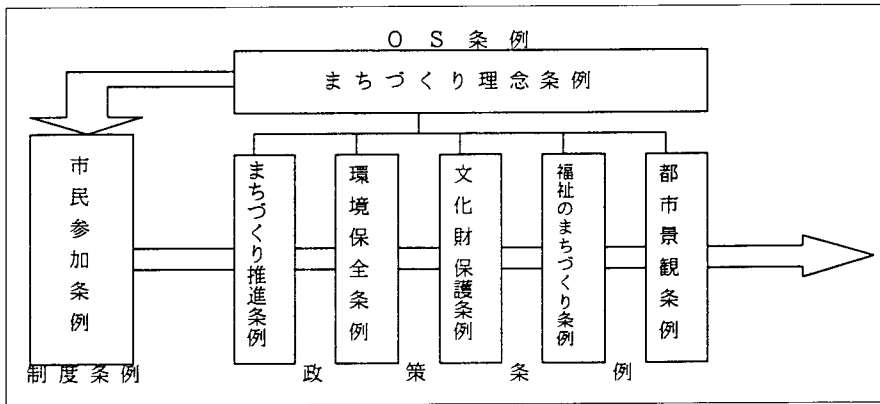 OS条例
まちづくり理念条例
市民参加条例
まちづくり推進条例
環境保全条例
文化財保護条例
福祉のまちづくり条例
都市景観条例
制度条例
政策条例